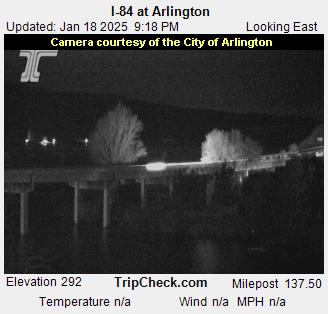 I-84 at Arlington
Updated: Jan 18 2025 9:18 PM Looking East
Camera courtesy of the City of Arlington
Elevation 292 TripCheck.com Milepost 137.50
Temperature n/a Wind n/a MPH n/a